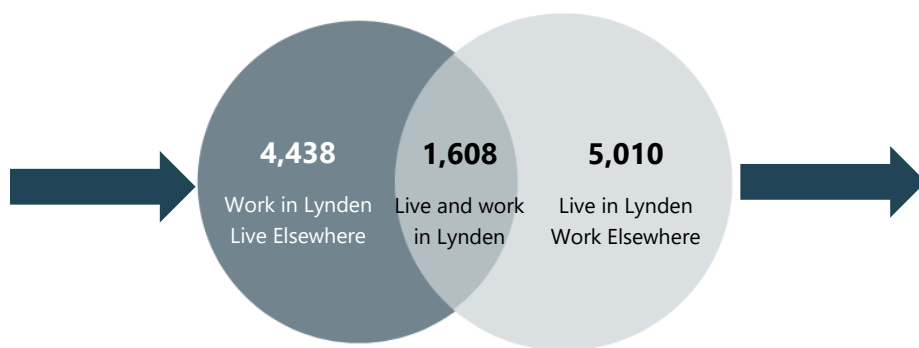 4,438
Work in Lynden
Live Elsewhere
1,608
Live and work
in Lynden
5,010
Live in Lynden
Work Elsewhere